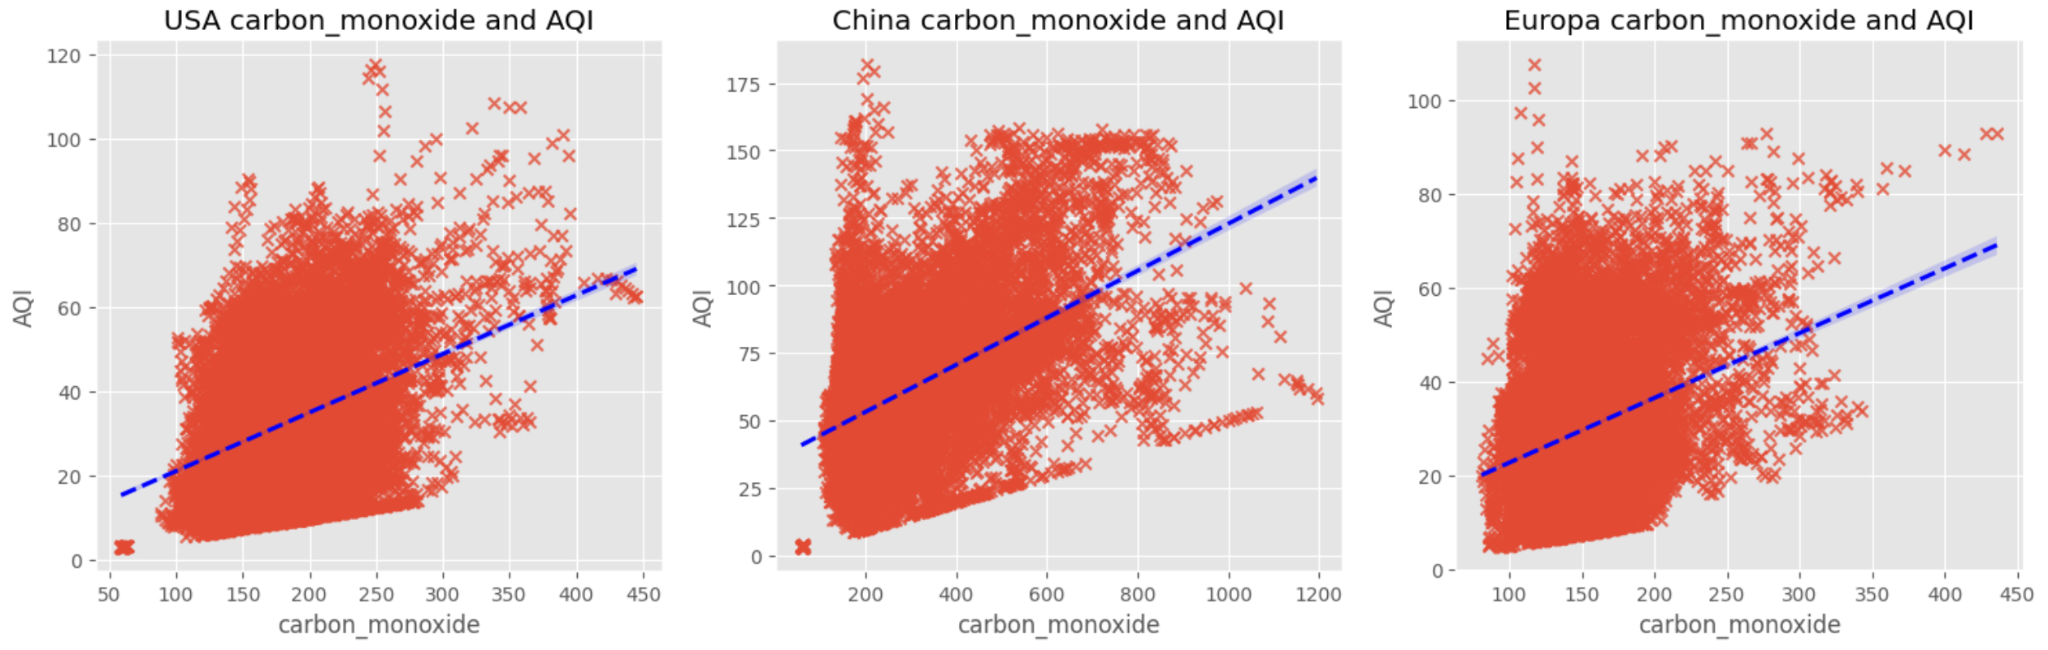 USA carbon_monoxide and AQI
120
100
80
60
40
20
0
AQI
50 100 150 200 250 300 350 400 450
carbon_monoxide
China carbon_monoxide and AQI
175
150
125
100
75
50
25
0
AQI
200 400 600 800 1000 1200
carbon_monoxide
Europa carbon_monoxide and AQI
100
80
60
40
20
0
AQI
100 150 200 250 300 350 400 450
carbon_monoxide